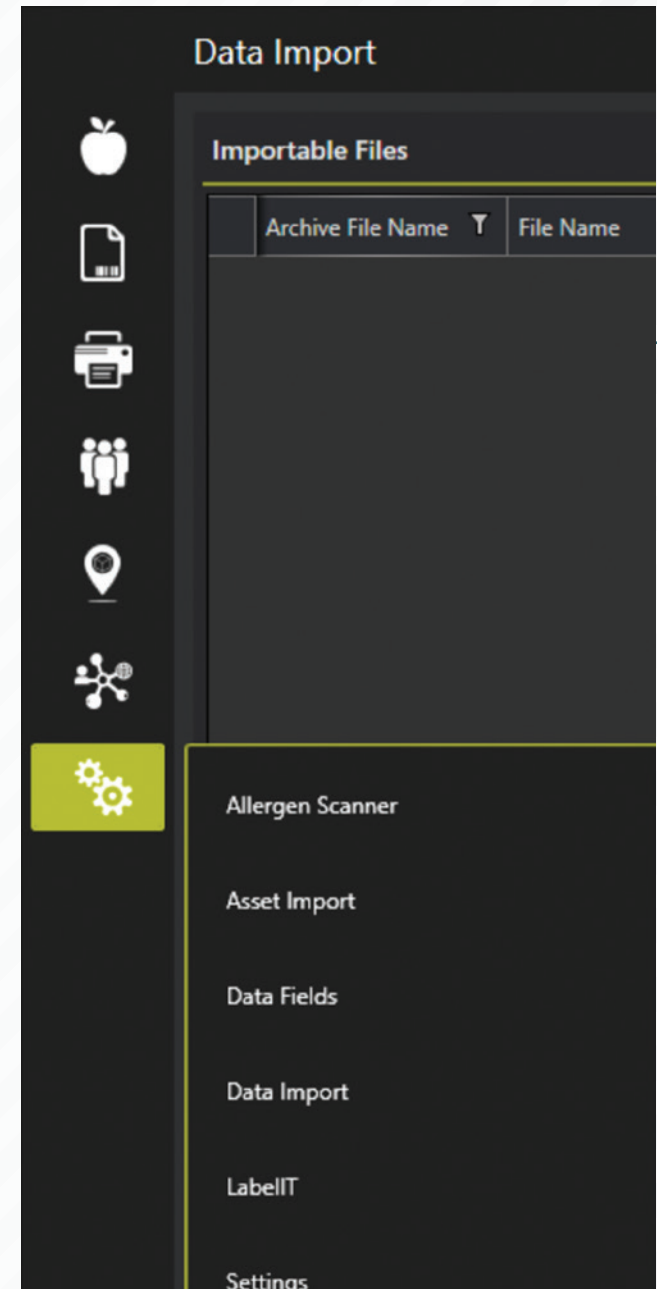 Data Import
Importable Files
Archive File Name File Name
Allergen Scanner
Asset Import
Data Fields
Data Import
LabelIT
Settings